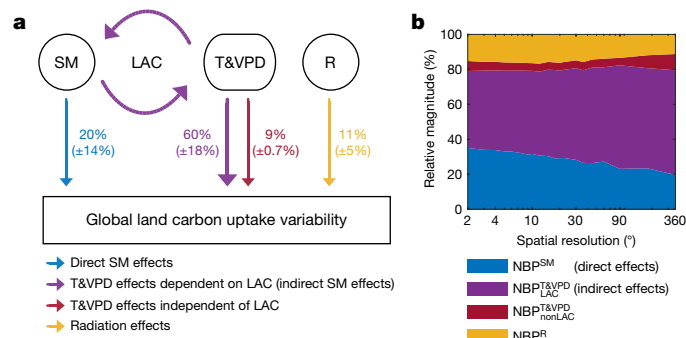 a
SM
LAC
T&VPD
R
20%
(±14%)
60%
(±18%)
9%
(±0.7%)
11%
(±5%)
Global land carbon uptake variability
Direct SM effects
T&VPD effects dependent on LAC (indirect SM effects)
T&VPD effects independent of LAC
Radiation effects
b
100
80
60
40
20
0
Relative magnitude (%)
2 4 10 30 90 360
Spatial resolution (°)
NBP^SM (direct effects)
NBP^T&VPD_LAC (indirect effects)
NBP^T&VPD_nonLAC
NBP^R